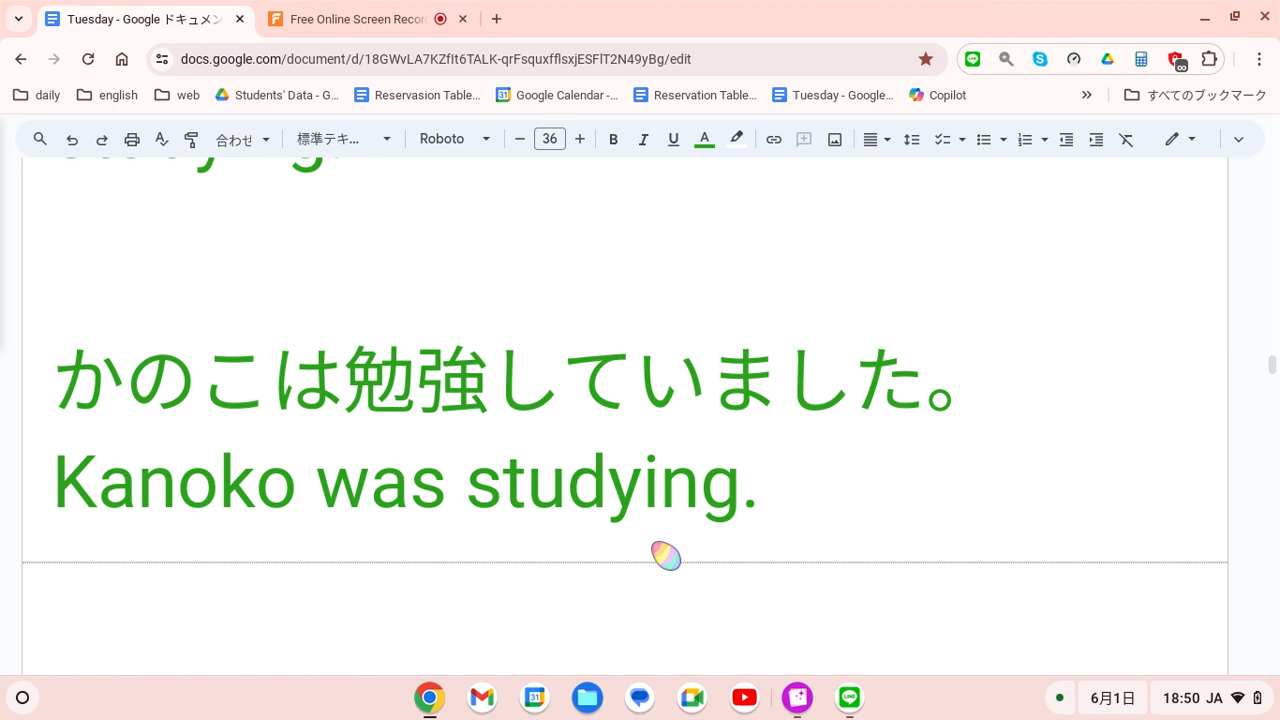 Tuesday - Google ドキュメン
Free Online Screen Recor
docs.google.com/document/d/18GWvLA7KZfIt6TALK-qrFsquxfflsxjESFlT2N49yBg/edit
daily
english
web
Students' Data - G...
Reservasion Table...
Google Calendar -...
Reservation Table...
Tuesday - Google...
Copilot
すべてのブックマーク
合わせ
標準テキ...
Roboto
36
かのこは勉強していました。
Kanoko was studying.
6月1日
18:50 JA